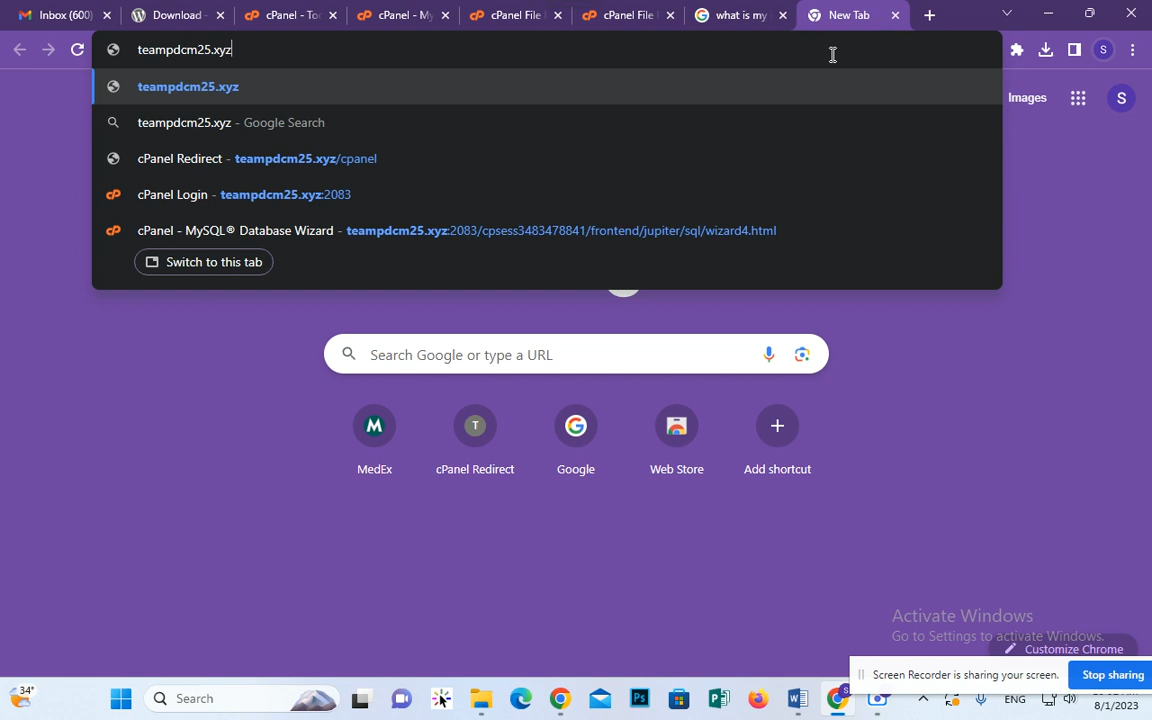 Inbox (600)
Download -
cPanel - Too
cPanel - My
cPanel File
cPanel File
what is my
New Tab
teampdcm25.xyz
S
teampdcm25.xyz
Images
S
teampdcm25.xyz - Google Search
cPanel Redirect - teampdcm25.xyz/cpanel
cPanel Login - teampdcm25.xyz:2083
cPanel - MySQL® Database Wizard - teampdcm25.xyz:2083/cpsess3483478841/frontend/jupiter/sql/wizard4.html
Switch to this tab
Search Google or type a URL
M
T
MedEx
cPanel Redirect
Google
Web Store
Add shortcut
Activate Windows
Go to Settings to activate Windows.
Customize Chrome
Screen Recorder is sharing your screen.
Stop sharing
34°
Search
ENG
8/1/2023